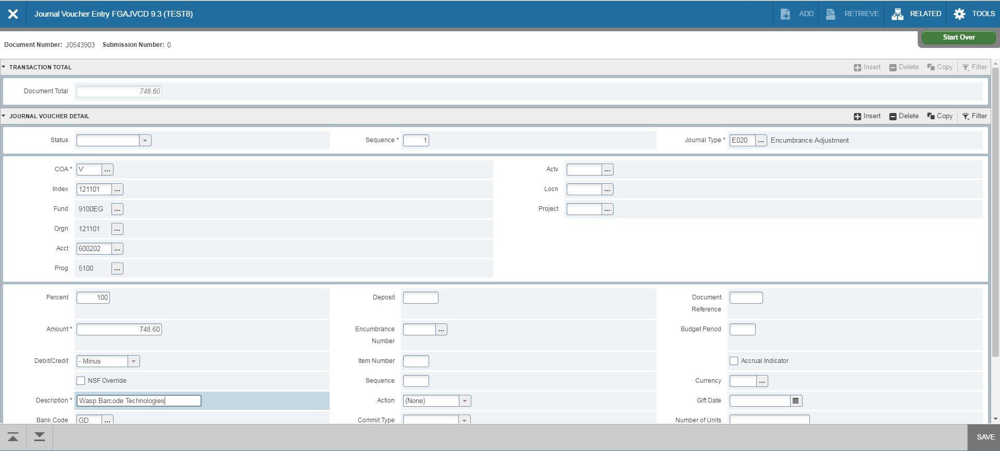 Journal Voucher Entry FGAJVCD 9.3 (TEST8) ADD RETRIEVE RELATED TOOLS
Start Over
Document Number: J0543903 Submission Number: 0
TRANSACTION TOTAL Insert Delete Copy Filter
Document Total 748.60
JOURNAL VOUCHER DETAIL Insert Delete Copy Filter
Status Sequence * 1 Journal Type * E020 ... Encumbrance Adjustment
COA * V ... Actv ...
Index 121101 ... Locn ...
Fund 9100EG ... Project ...
Orgn 121101 ...
Acct 600202 ...
Prog 5100 ...
Percent 100 Deposit Document
Reference
Amount * 748.60 Encumbrance ... Budget Period
Number
Debit/Credit - Minus Item Number Accrual Indicator
NSF Override Sequence Currency ...
Description * Wasp Barcode Technologies Action (None) Gift Date
Bank Code GD ... Commit Type Number of Units
SAVE